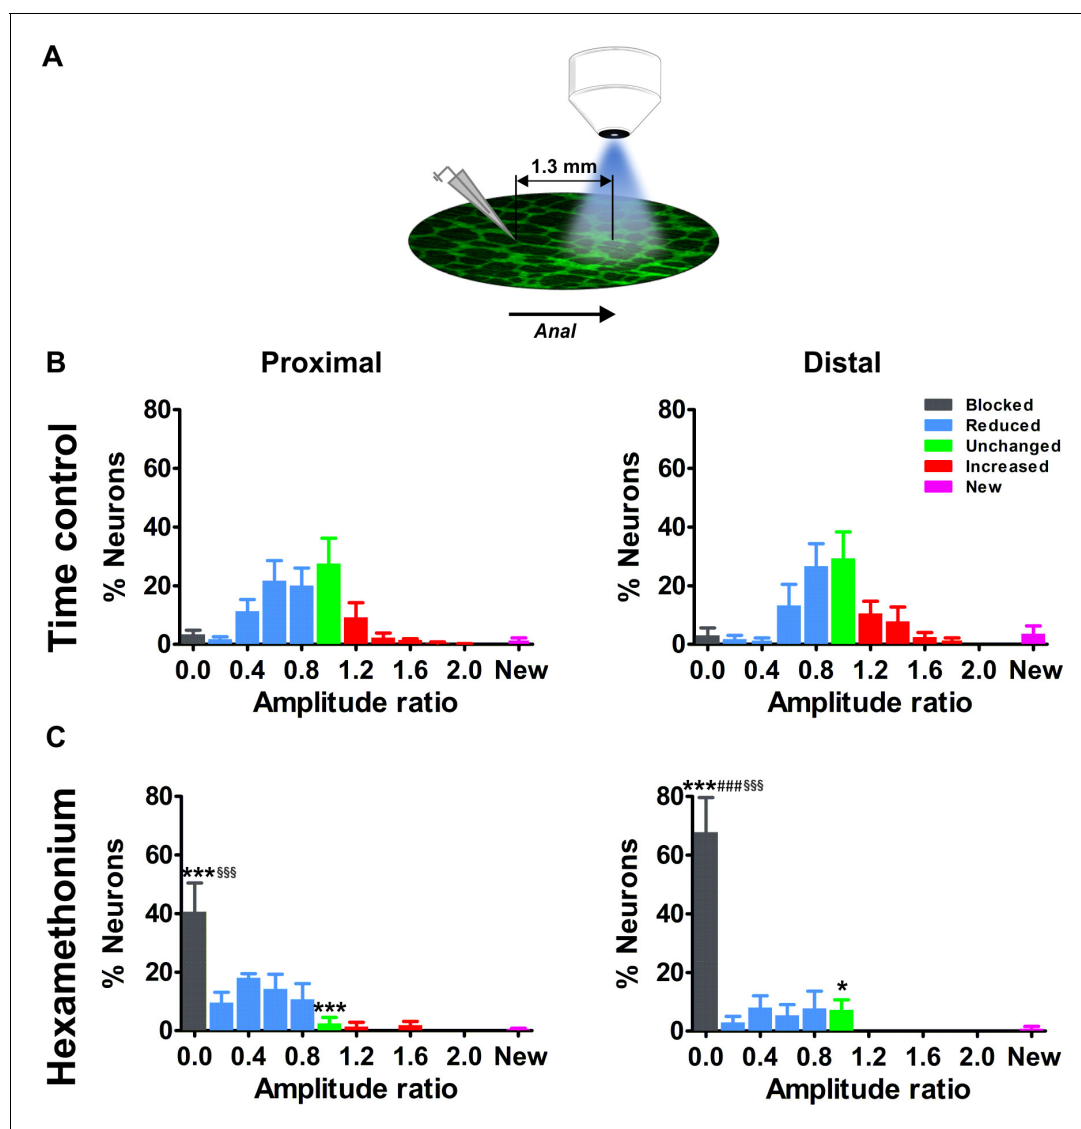 A
1.3 mm
Anal
B
Proximal
Distal
Time control
% Neurons
80
60
40
20
0
0.0 0.4 0.8 1.2 1.6 2.0 New
Amplitude ratio
% Neurons
80
60
40
20
0
0.0 0.4 0.8 1.2 1.6 2.0 New
Amplitude ratio
Blocked
Reduced
Unchanged
Increased
New
C
Hexamethonium
% Neurons
80
60
40
20
0
***§§§
***
0.0 0.4 0.8 1.2 1.6 2.0 New
Amplitude ratio
% Neurons
80
60
40
20
0
***###§§§
*
0.0 0.4 0.8 1.2 1.6 2.0 New
Amplitude ratio